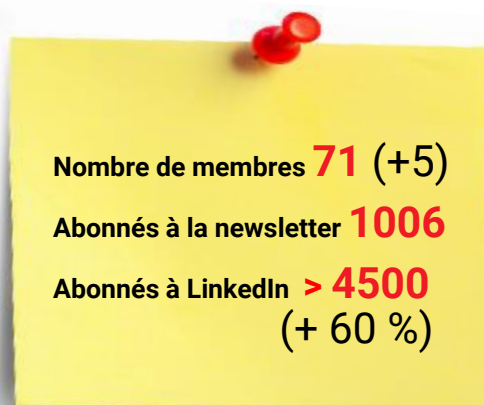 Nombre de membres 71 (+5)
Abonnés à la newsletter 1006
Abonnés à LinkedIn > 4500
(+ 60 %)